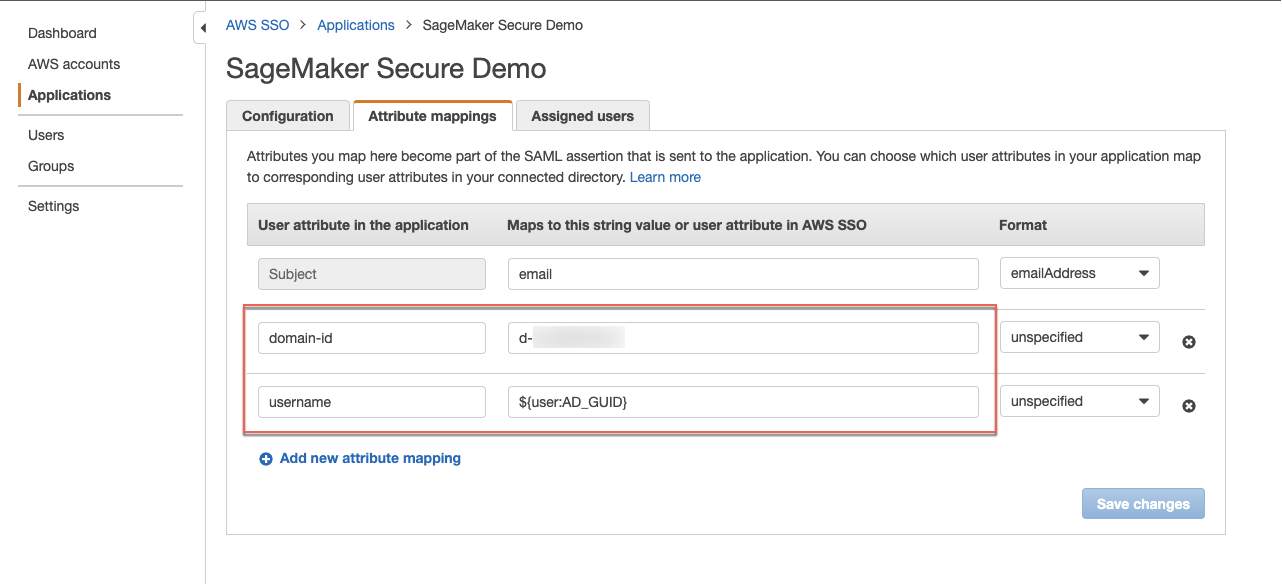 Dashboard
AWS accounts
Applications
Users
Groups
Settings
AWS SSO > Applications > SageMaker Secure Demo
SageMaker Secure Demo
Configuration
Attribute mappings
Assigned users
Attributes you map here become part of the SAML assertion that is sent to the application. You can choose which user attributes in your application map
to corresponding user attributes in your connected directory. Learn more
User attribute in the application Maps to this string value or user attribute in AWS SSO Format
Subject email emailAddress
domain-id d- unspecified
username ${user:AD_GUID} unspecified
Add new attribute mapping
Save changes